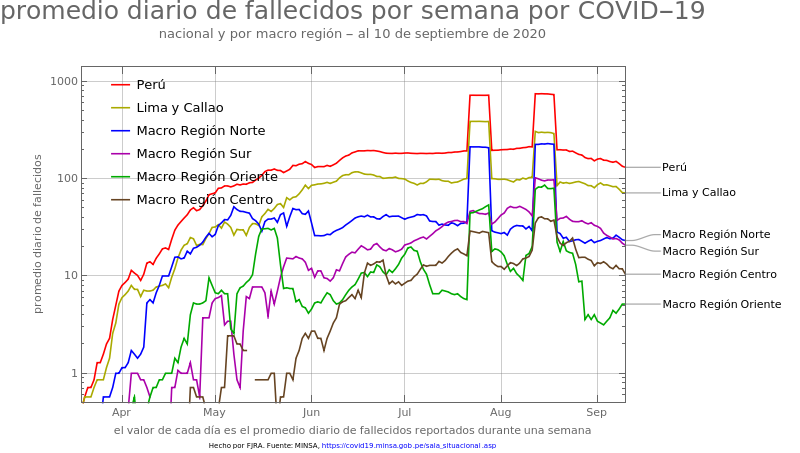 promedio diario de fallecidos por semana por COVID‒19
nacional y por macro región ‒ al 10 de septiembre de 2020
promedio diario de fallecidos
1000
100
10
1
Perú
Lima y Callao
Macro Región Norte
Macro Región Sur
Macro Región Oriente
Macro Región Centro
Perú
Lima y Callao
Macro Región Norte
Macro Región Sur
Macro Región Centro
Macro Región Oriente
Apr May Jun Jul Aug Sep
el valor de cada día es el promedio diario de fallecidos reportados durante una semana
Hecho por FJRA. Fuente: MINSA, https://covid19.minsa.gob.pe/sala_situacional.asp